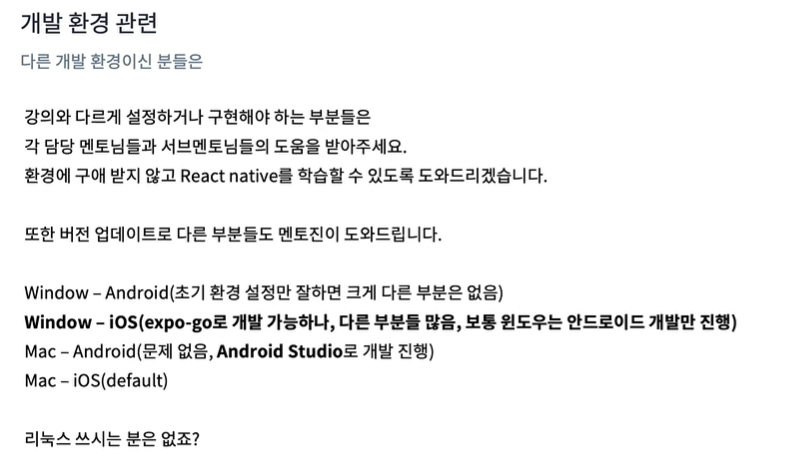 개발 환경 관련
다른 개발 환경이신 분들은
강의와 다르게 설정하거나 구현해야 하는 부분들은
각 담당 멘토님들과 서브멘토님들의 도움을 받아주세요.
환경에 구애 받지 않고 React native를 학습할 수 있도록 도와드리겠습니다.
또한 버전 업데이트로 다른 부분들도 멘토진이 도와드립니다.
Window – Android(초기 환경 설정만 잘하면 크게 다른 부분은 없음)
Window – iOS(expo-go로 개발 가능하나, 다른 부분들 많음, 보통 윈도우는 안드로이드 개발만 진행)
Mac – Android(문제 없음, Android Studio로 개발 진행)
Mac – iOS(default)
리눅스 쓰시는 분은 없죠?